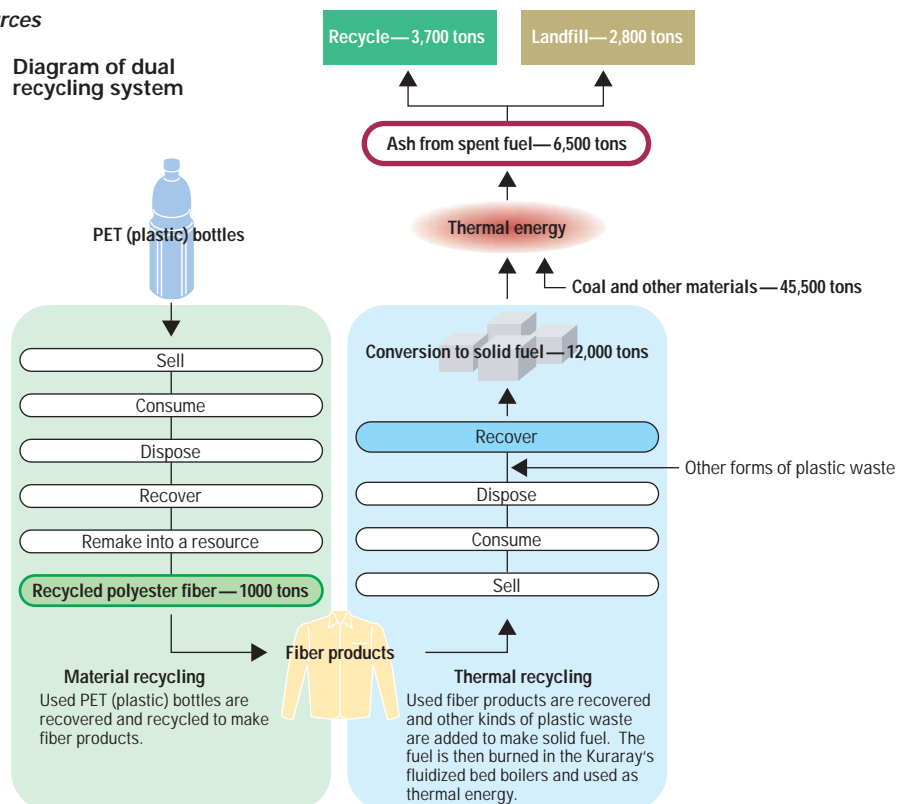 Recycle — 3,700 tons
Landfill — 2,800 tons
Diagram of dual
recycling system
Ash from spent fuel — 6,500 tons
PET (plastic) bottles
Thermal energy
Coal and other materials — 45,500 tons
Sell
Consume
Dispose
Recover
Remake into a resource
Recycled polyester fiber — 1000 tons
Conversion to solid fuel — 12,000 tons
Recover
Other forms of plastic waste
Dispose
Consume
Sell
Fiber products
Material recycling
Used PET (plastic) bottles are
recovered and recycled to make
fiber products.
Thermal recycling
Used fiber products are recovered
and other kinds of plastic waste
are added to make solid fuel. The
fuel is then burned in the Kuraray's
fluidized bed boilers and used as
thermal energy.